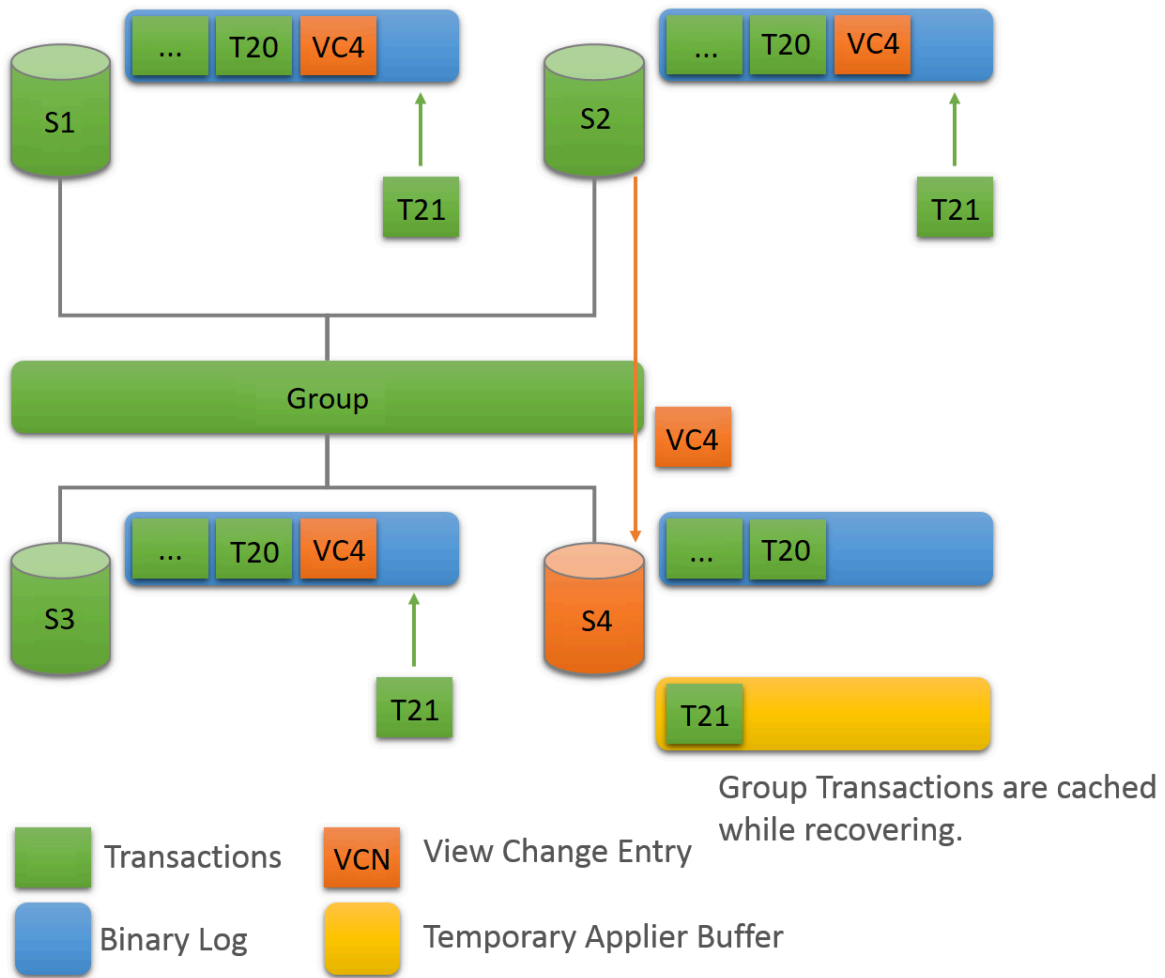 ... T20 VC4
... T20 VC4
S1
S2
T21
T21
Group
VC4
... T20 VC4
... T20
S3
S4
T21
T21
Group Transactions are cached
while recovering.
Transactions
VCN View Change Entry
Binary Log
Temporary Applier Buffer